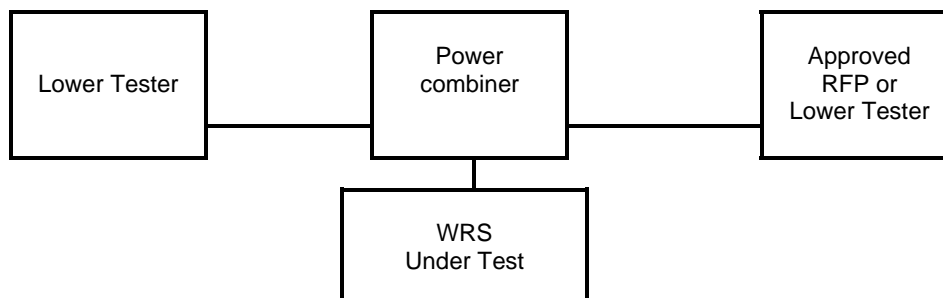 Lower Tester
Power
combiner
Approved
RFP or
Lower Tester
WRS
Under Test